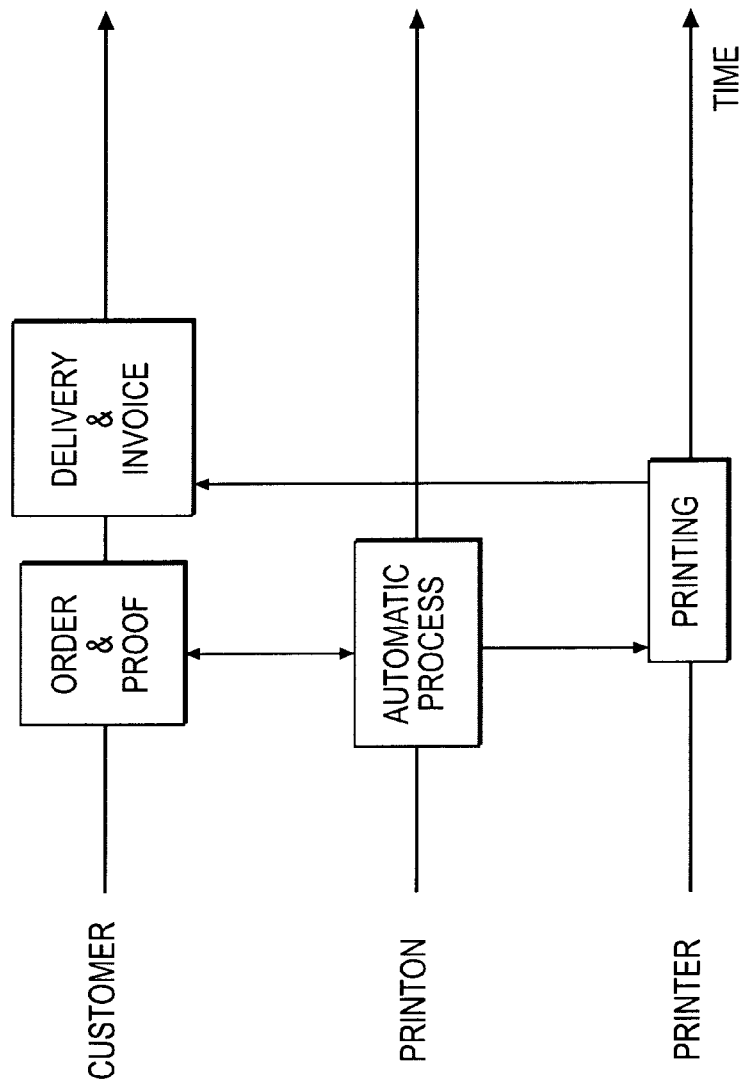 CUSTOMER
ORDER
&
PROOF
DELIVERY
&
INVOICE
PRINTON
AUTOMATIC
PROCESS
PRINTER
PRINTING
TIME